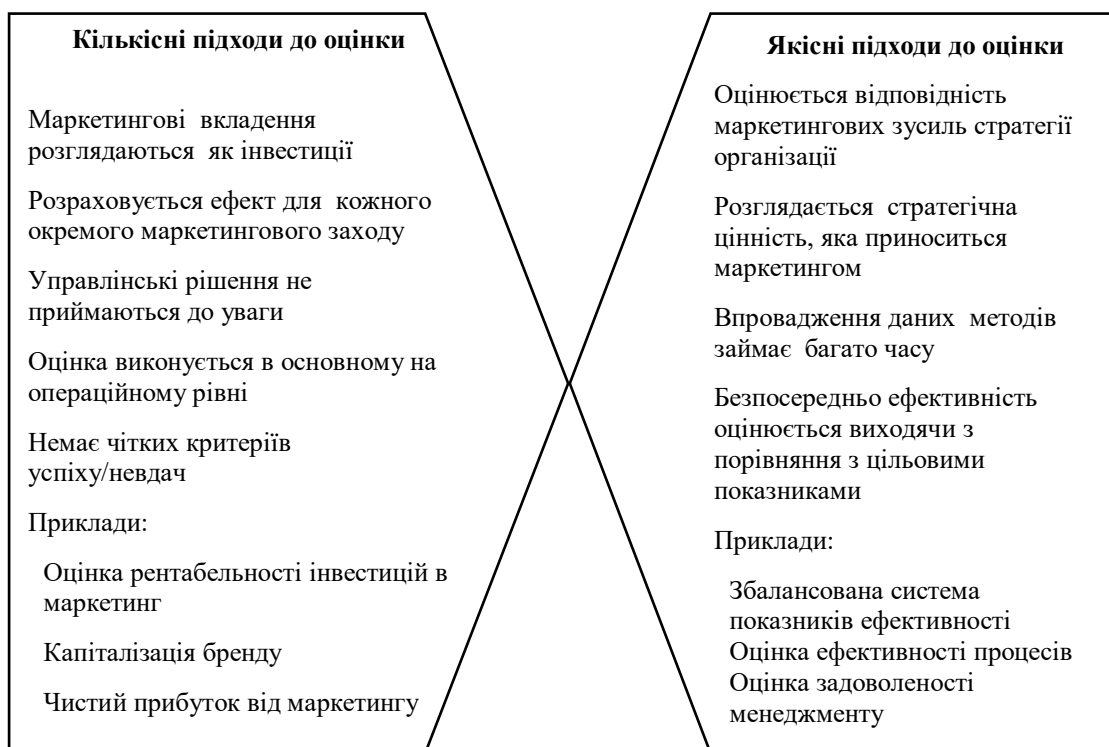 Кількісні підходи до оцінки
Маркетингові вкладення
розглядаються як інвестиції
Розраховується ефект для кожного
окремого маркетингового заходу
Управлінські рішення не
приймаються до уваги
Оцінка виконується в основному на
операційному рівні
Немає чітких критеріїв
успіху/невдач
Приклади:
Оцінка рентабельності інвестицій в
маркетинг
Капіталізація бренду
Чистий прибуток від маркетингу
Якісні підходи до оцінки
Оцінюється відповідність
маркетингових зусиль стратегії
організації
Розглядається стратегічна
цінність, яка приноситься
маркетингом
Впровадження даних методів
займає багато часу
Безпосередньо ефективність
оцінюється виходячи з
порівняння з цільовими
показниками
Приклади:
Збалансована система
показників ефективності
Оцінка ефективності процесів
Оцінка задоволеності
менеджменту